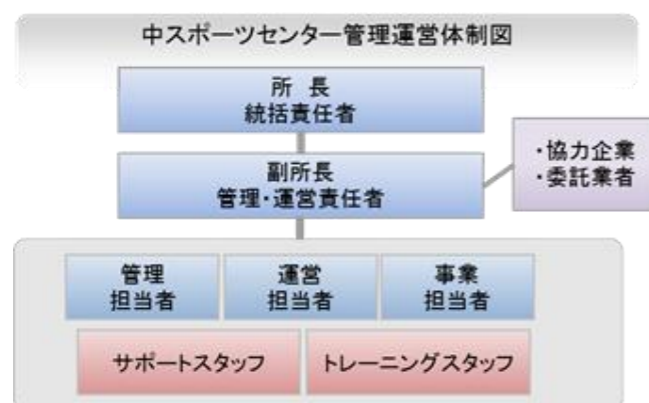 中スポーツセンター管理運営体制図
所　長
統括責任者
副所長
管理・運営責任者
・協力企業
・委託業者
管理
担当者
運営
担当者
事業
担当者
サポートスタッフ
トレーニングスタッフ